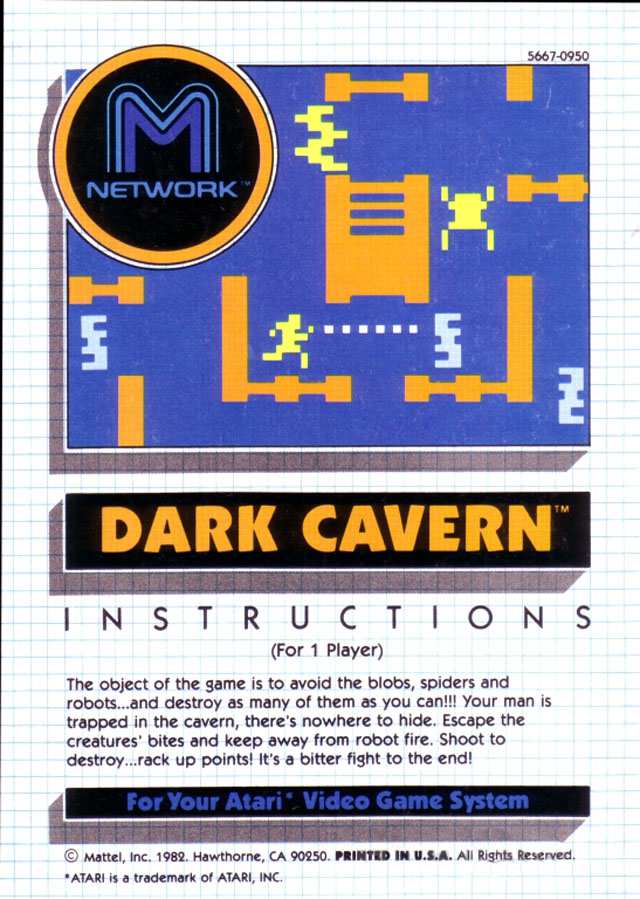 5667-0950
M
NETWORK™
DARK CAVERN™
INSTRUCTIONS
(For 1 Player)
The object of the game is to avoid the blobs, spiders and
robots...and destroy as many of them as you can!!! Your man is
trapped in the cavern, there's nowhere to hide. Escape the
creatures' bites and keep away from robot fire. Shoot to
destroy...rack up points! It's a bitter fight to the end!
For Your Atari* Video Game System
© Mattel, Inc. 1982. Hawthorne, CA 90250. PRINTED IN U.S.A. All Rights Reserved.
*ATARI is a trademark of ATARI, INC.